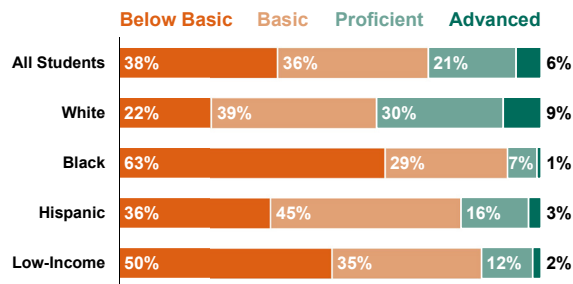 Below Basic Basic Proficient Advanced
All Students 38% 36% 21% 6%
White 22% 39% 30% 9%
Black 63% 29% 7% 1%
Hispanic 36% 45% 16% 3%
Low-Income 50% 35% 12% 2%